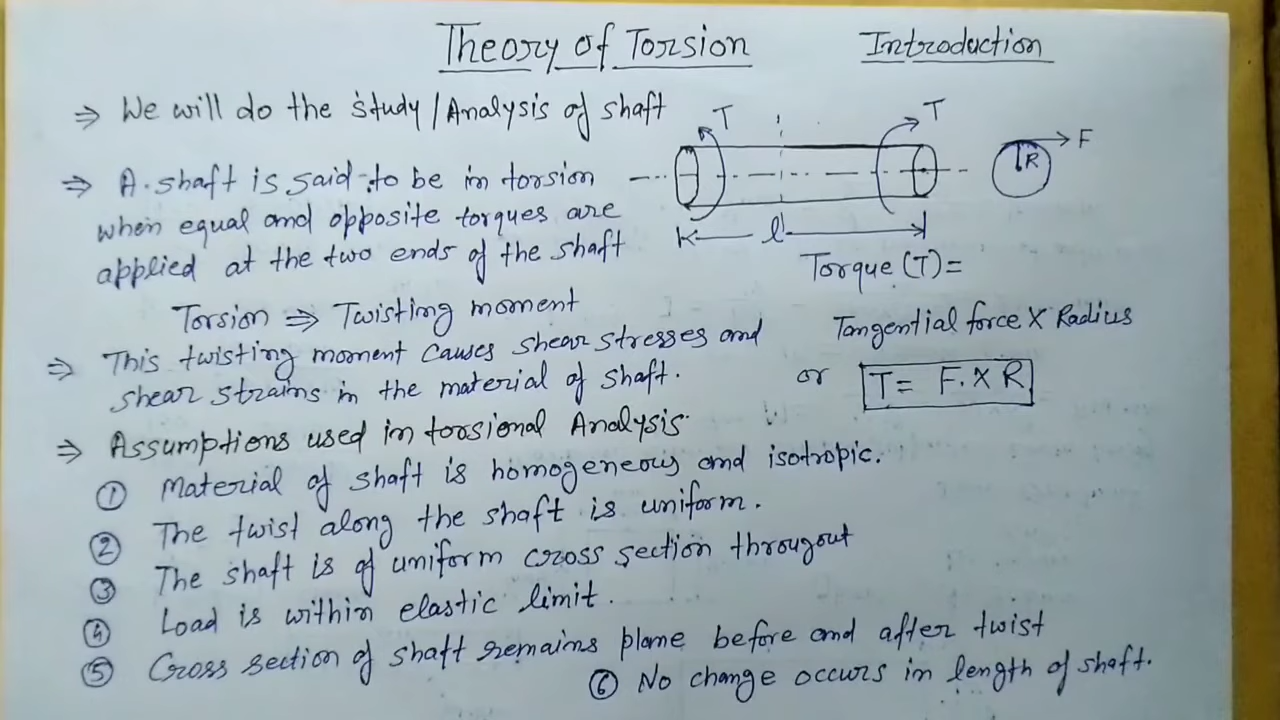 Theory of Torsion
Introduction
⇒ We will do the study/Analysis of shaft
⇒ A shaft is said to be in torsion
when equal and opposite torques are
applied at the two ends of the shaft
Torsion ⇒ Twisting moment
⇒ This twisting moment causes shear stresses and
shear strains in the material of shaft.
T
T
F
R
l
Torque (T) =
Tangential force X Radius
or T = F. X R
⇒ Assumptions used in torsional Analysis
① Material of shaft is homogeneous and isotropic.
② The twist along the shaft is uniform.
③ The shaft is of uniform cross section througout
④ Load is within elastic limit.
⑤ Cross section of shaft remains plane before and after twist
⑥ No change occurs in length of shaft.